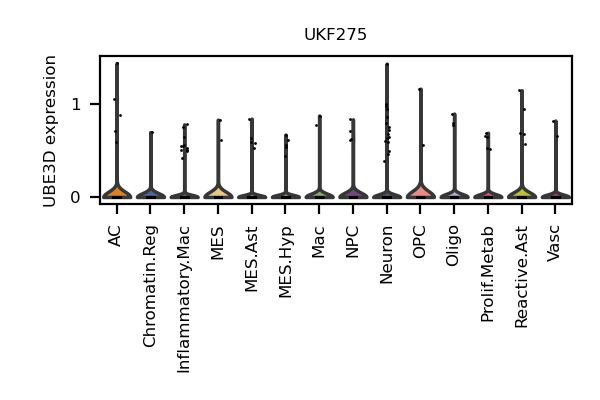 UKF275
UBE3D expression
1
0
AC
Chromatin.Reg
Inflammatory.Mac
MES
MES.Ast
MES.Hyp
Mac
NPC
Neuron
OPC
Oligo
Prolif.Metab
Reactive.Ast
Vasc